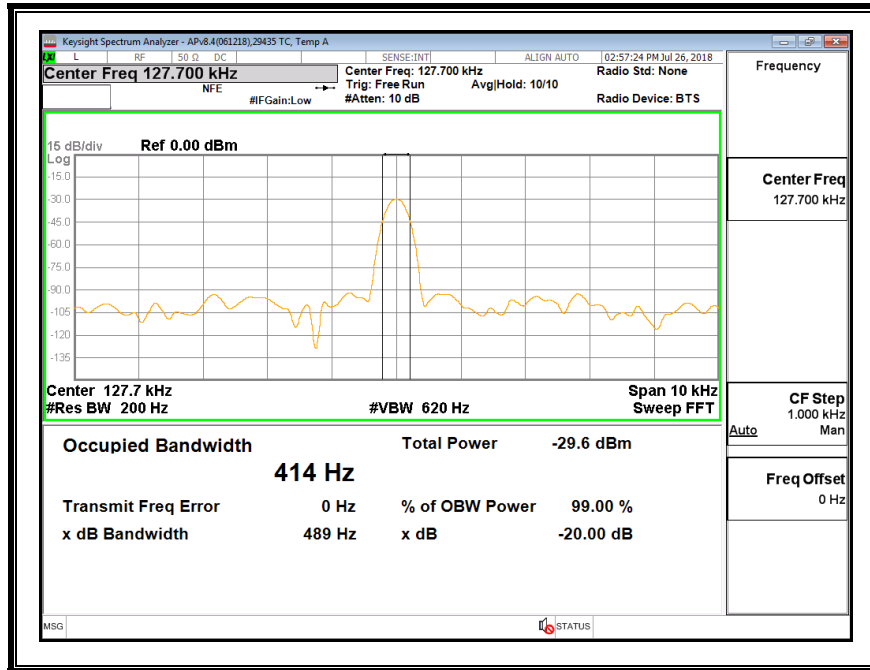 Keysight Spectrum Analyzer - APv8.4(061218),29435 TC, Temp A
LXI L RF 50 Ω DC SENSE:INT ALIGN AUTO 02:57:24 PM Jul 26, 2018
Center Freq 127.700 kHz
NFE
#IFGain:Low
Center Freq: 127.700 kHz
Trig: Free Run Avg|Hold: 10/10
#Atten: 10 dB
Radio Std: None
Radio Device: BTS
15 dB/div Ref 0.00 dBm
Log
-15.0
-30.0
-45.0
-60.0
-75.0
-90.0
-105
-120
-135
Center 127.7 kHz Span 10 kHz
#Res BW 200 Hz #VBW 620 Hz Sweep FFT
Occupied Bandwidth Total Power -29.6 dBm
414 Hz
Transmit Freq Error 0 Hz % of OBW Power 99.00 %
x dB Bandwidth 489 Hz x dB -20.00 dB
MSG STATUS
Frequency
Center Freq
127.700 kHz
CF Step
1.000 kHz
Auto Man
Freq Offset
0 Hz